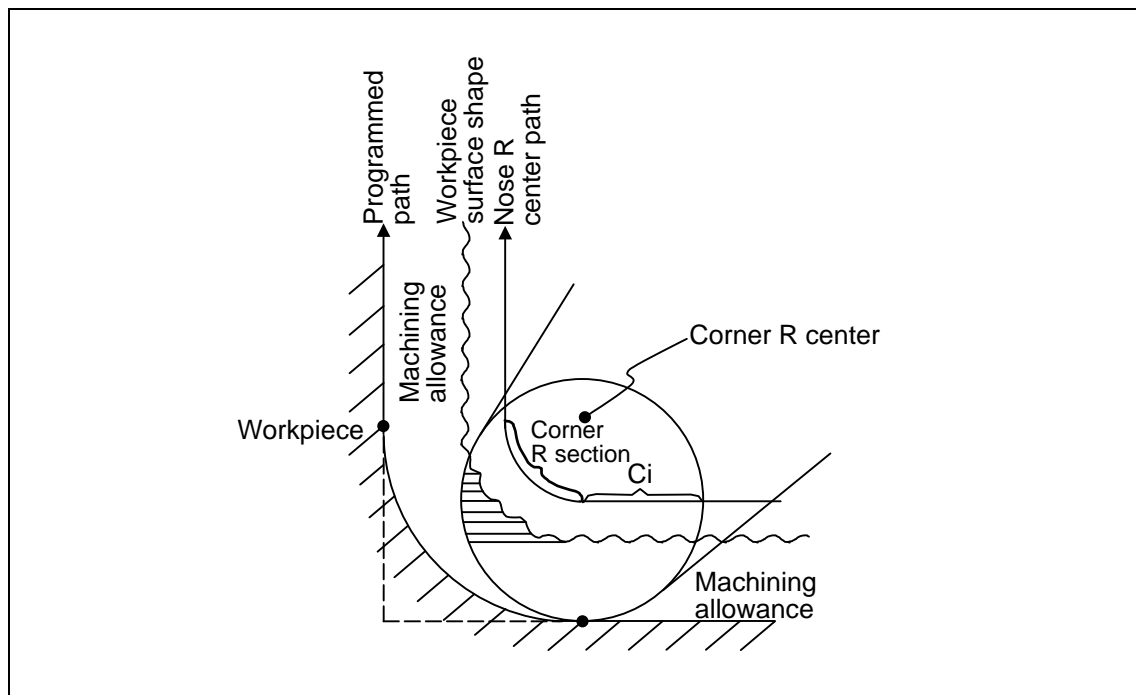 Programmed
path
Workpiece
surface shape
Nose R
center path
Machining
allowance
Corner R center
Workpiece
Corner
R section
Ci
Machining
allowance